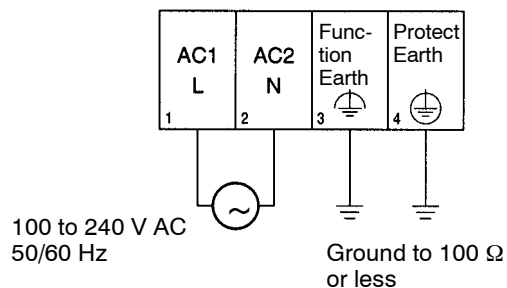 AC1
L
1
AC2
N
2
Func-
tion
Earth
3
Protect
Earth
4
~
100 to 240 V AC
50/60 Hz
Ground to 100 Ω
or less